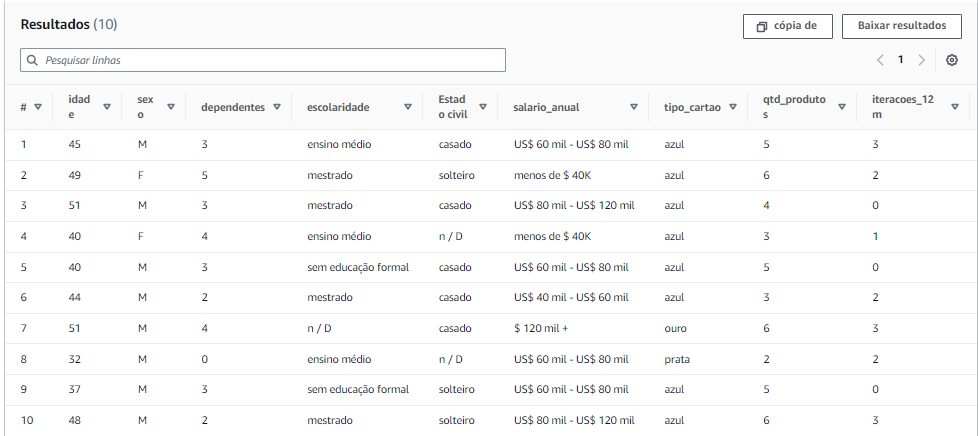 Resultados (10)
cópia de
Baixar resultados
Pesquisar linhas
1
# idad e sex o dependentes escolaridade Estad o civil salario_anual tipo_cartao qtd_produto s iteracoes_12 m
1 45 M 3 ensino médio casado US$ 60 mil - US$ 80 mil azul 5 3
2 49 F 5 mestrado solteiro menos de $ 40K azul 6 2
3 51 M 3 mestrado casado US$ 80 mil - US$ 120 mil azul 4 0
4 40 F 4 ensino médio n / D menos de $ 40K azul 3 1
5 40 M 3 sem educação formal casado US$ 60 mil - US$ 80 mil azul 5 0
6 44 M 2 mestrado casado US$ 40 mil - US$ 60 mil azul 3 2
7 51 M 4 n / D casado $ 120 mil + ouro 6 3
8 32 M 0 ensino médio n / D US$ 60 mil - US$ 80 mil prata 2 2
9 37 M 3 sem educação formal solteiro US$ 60 mil - US$ 80 mil azul 5 0
10 48 M 2 mestrado solteiro US$ 80 mil - US$ 120 mil azul 6 3